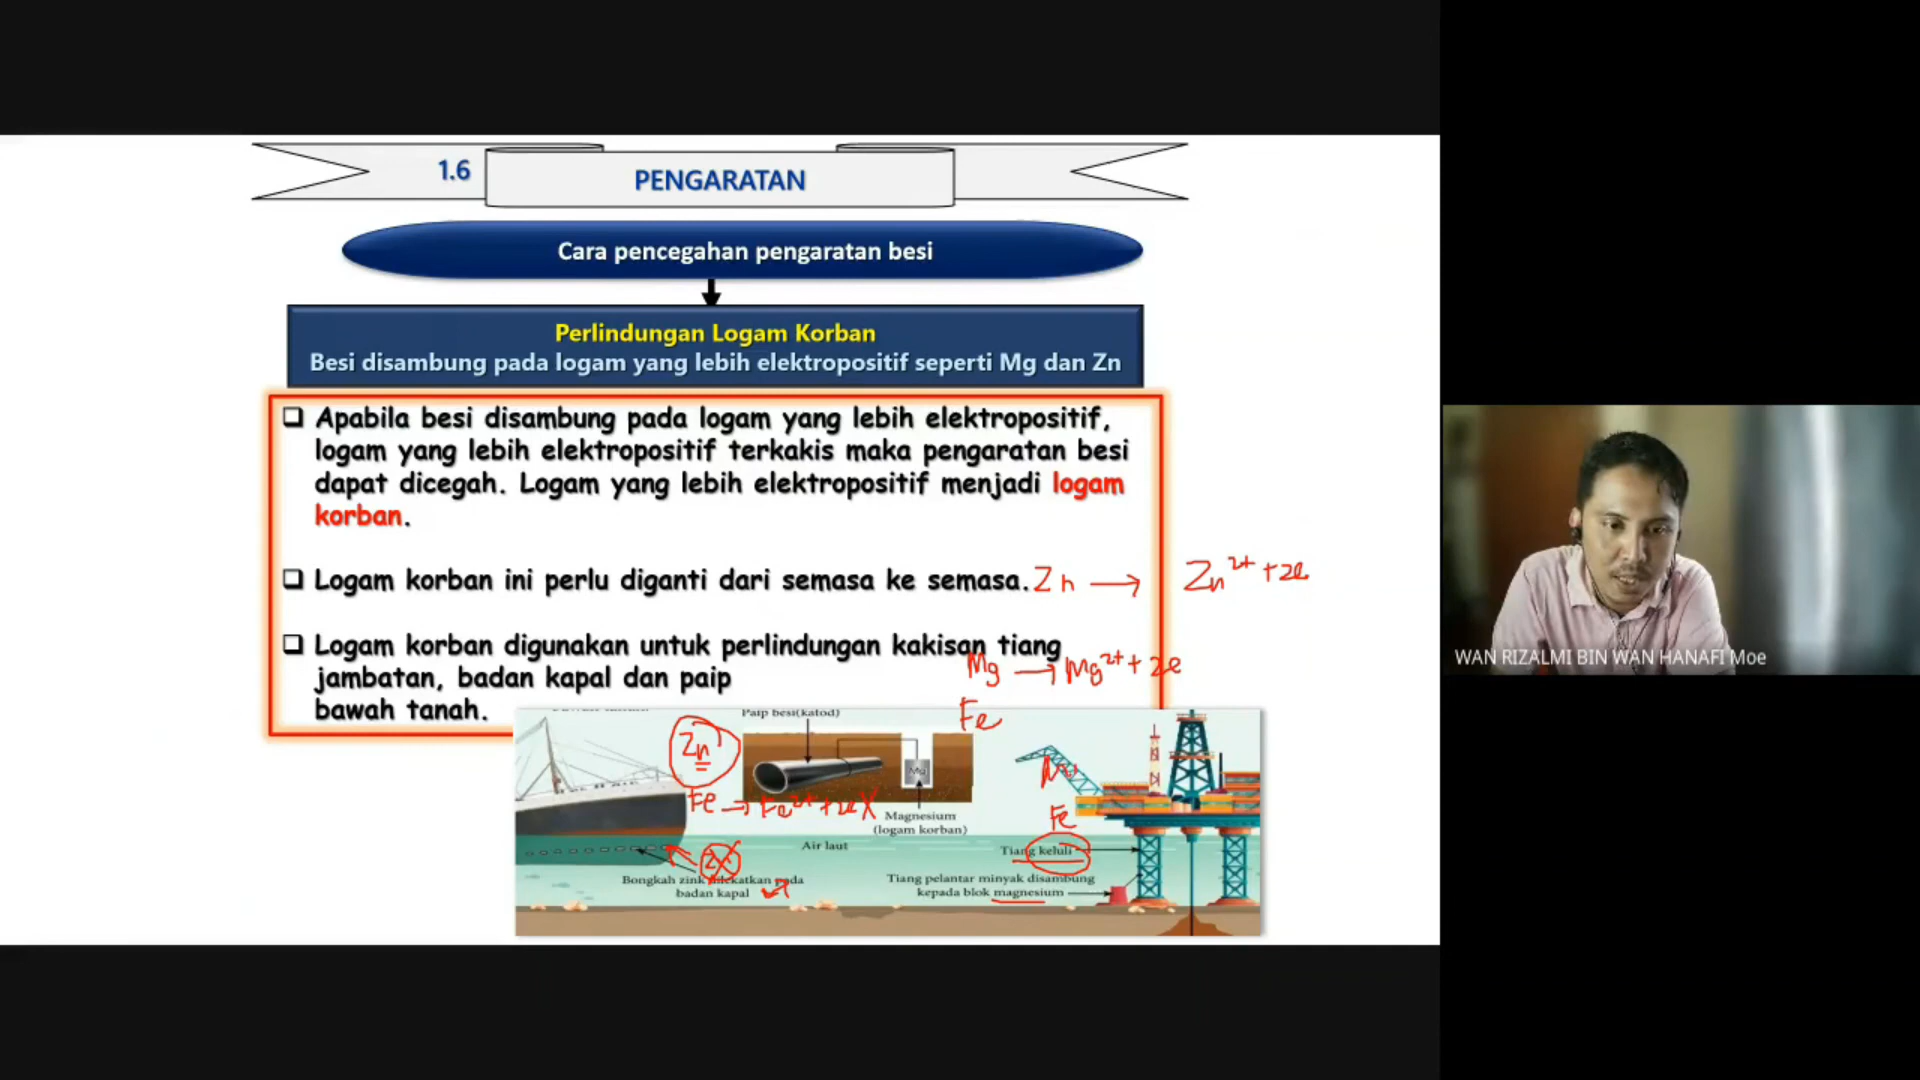 1.6
PENGARATAN
Cara pencegahan pengaratan besi
Perlindungan Logam Korban
Besi disambung pada logam yang lebih elektropositif seperti Mg dan Zn
❑ Apabila besi disambung pada logam yang lebih elektropositif,
logam yang lebih elektropositif terkakis maka pengaratan besi
dapat dicegah. Logam yang lebih elektropositif menjadi logam
korban.
❑ Logam korban ini perlu diganti dari semasa ke semasa.
Zn → Zn²⁺ + 2e
❑ Logam korban digunakan untuk perlindungan kakisan tiang
jambatan, badan kapal dan paip
bawah tanah.
Mg → Mg²⁺ + 2e
Fe
Paip besi(katod)
Zn
Mg
Fe → Fe²⁺ + 2e X
Magnesium
(logam korban)
Fe
Air laut
Tiang keluli
Bongkah zink dilekatkan pada
badan kapal
Tiang pelantar minyak disambung
kepada blok magnesium
WAN RIZALMI BIN WAN HANAFI Moe